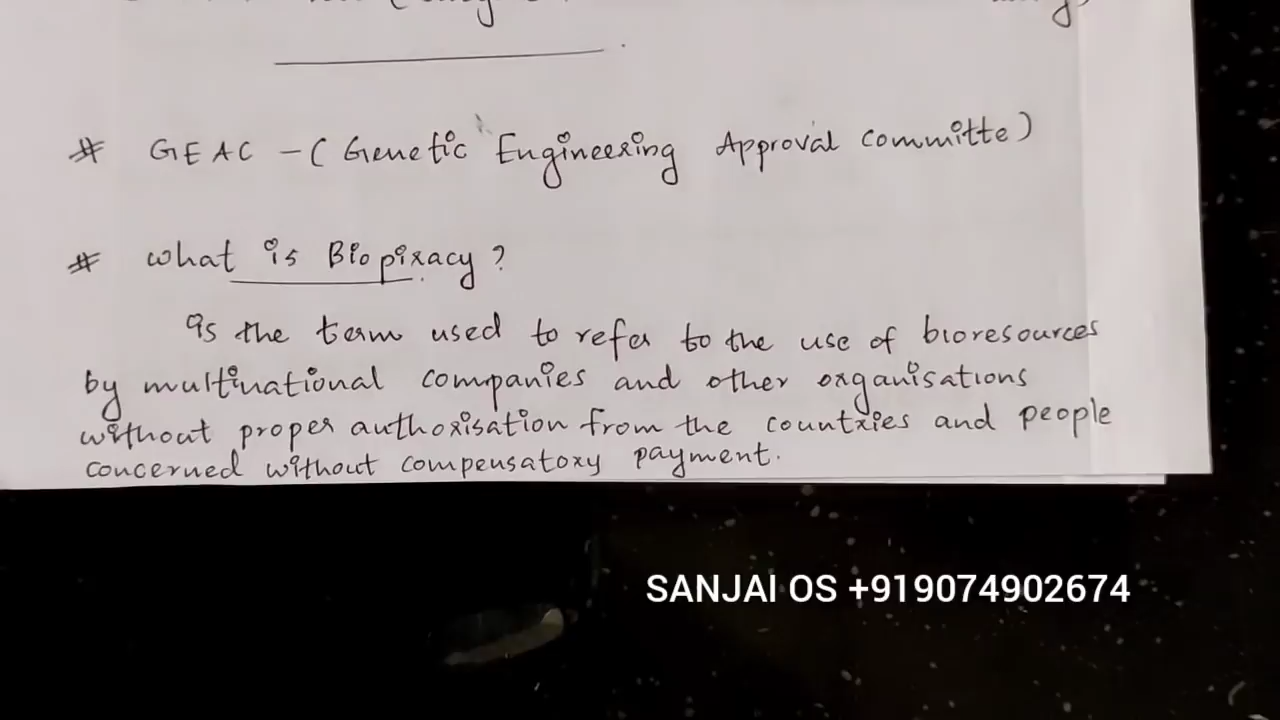 # GEAC - ( Genetic Engineering Approval committe )
# what is Biopiracy ?
is the term used to refer to the use of bioresources
by multinational companies and other organisations
without proper authorisation from the countries and people
concerned without compensatory payment.
SANJAI OS +919074902674